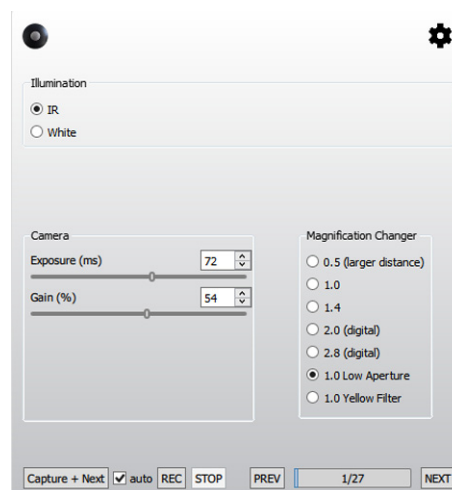 Illumination
IR
White
Camera
Exposure (ms) 72
Gain (%) 54
Magnification Changer
0.5 (larger distance)
1.0
1.4
2.0 (digital)
2.8 (digital)
1.0 Low Aperture
1.0 Yellow Filter
Capture + Next auto REC STOP PREV 1/27 NEXT